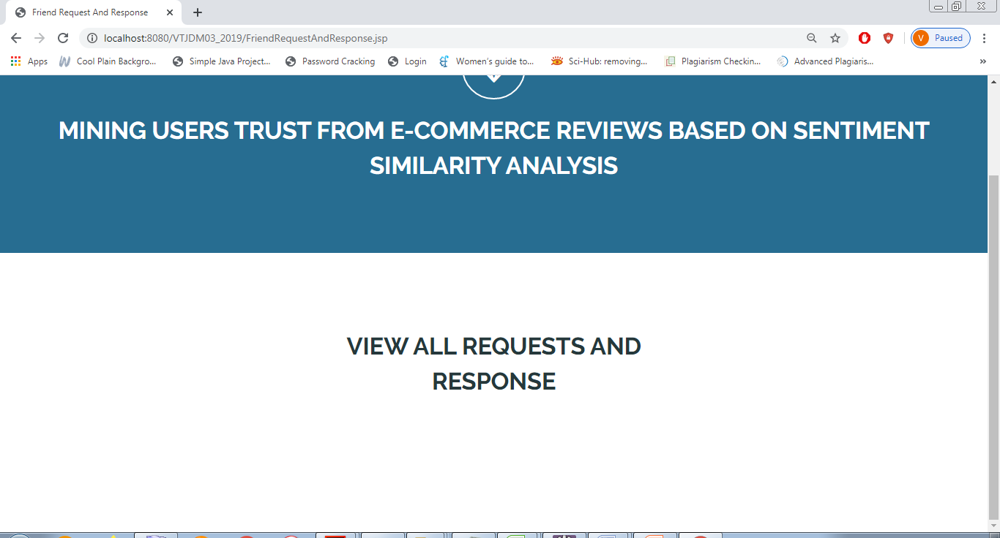 Friend Request And Response
localhost:8080/VTJDM03_2019/FriendRequestAndResponse.jsp
V Paused
Apps Cool Plain Backgro... Simple Java Project... Password Cracking Login Women's guide to... Sci-Hub: removing... Plagiarism Checkin... Advanced Plagiaris... »
MINING USERS TRUST FROM E-COMMERCE REVIEWS BASED ON SENTIMENT
SIMILARITY ANALYSIS
VIEW ALL REQUESTS AND
RESPONSE